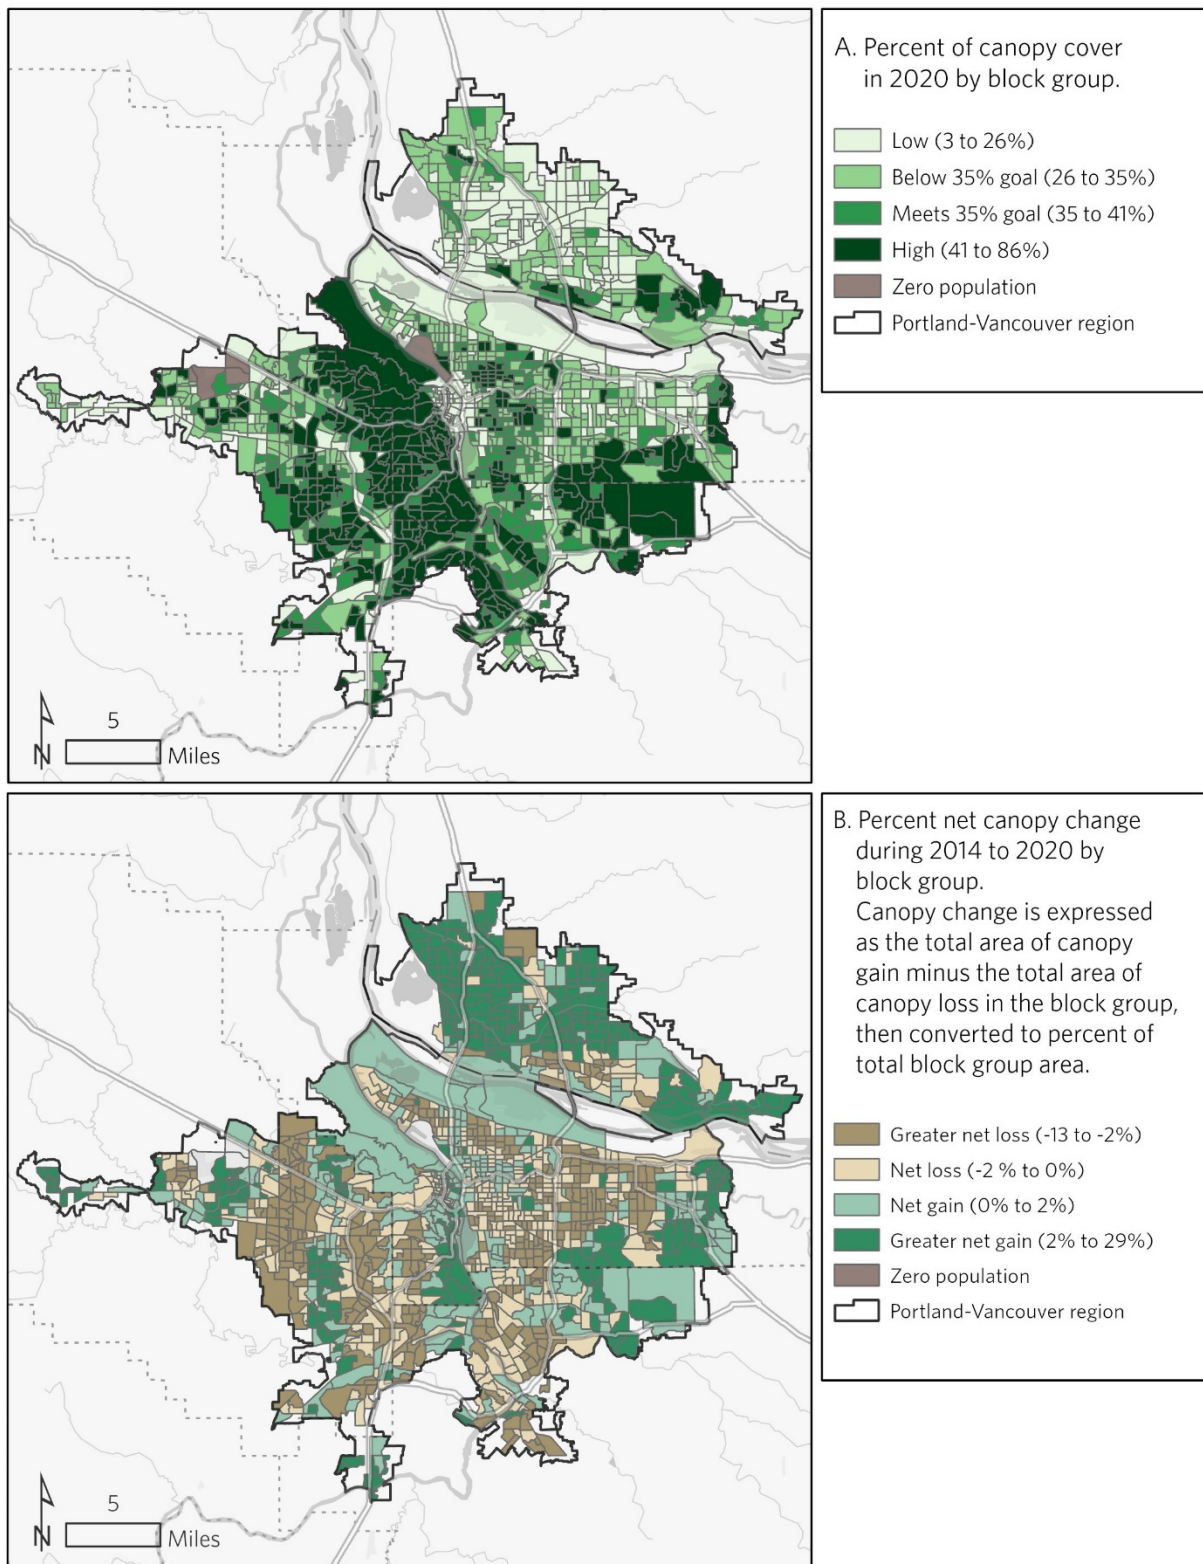 A. Percent of canopy cover
in 2020 by block group.
Low (3 to 26%)
Below 35% goal (26 to 35%)
Meets 35% goal (35 to 41%)
High (41 to 86%)
Zero population
Portland-Vancouver region
N
5
Miles
B. Percent net canopy change
during 2014 to 2020 by
block group.
Canopy change is expressed
as the total area of canopy
gain minus the total area of
canopy loss in the block group,
then converted to percent of
total block group area.
Greater net loss (-13 to -2%)
Net loss (-2 % to 0%)
Net gain (0% to 2%)
Greater net gain (2% to 29%)
Zero population
Portland-Vancouver region
N
5
Miles